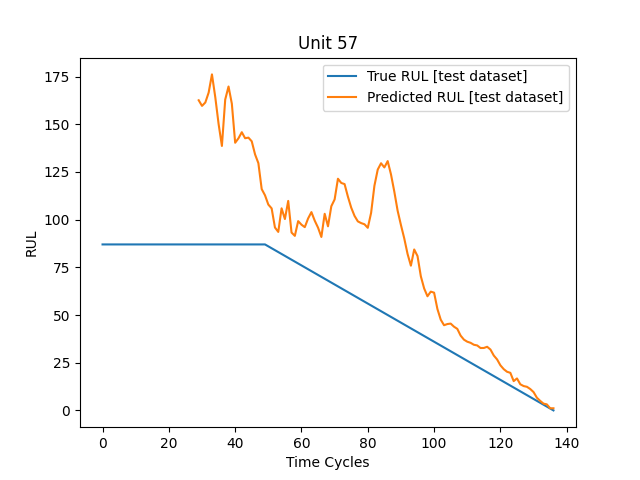 Unit 57
True RUL [test dataset]
Predicted RUL [test dataset]
RUL
175
150
125
100
75
50
25
0
0 20 40 60 80 100 120 140
Time Cycles